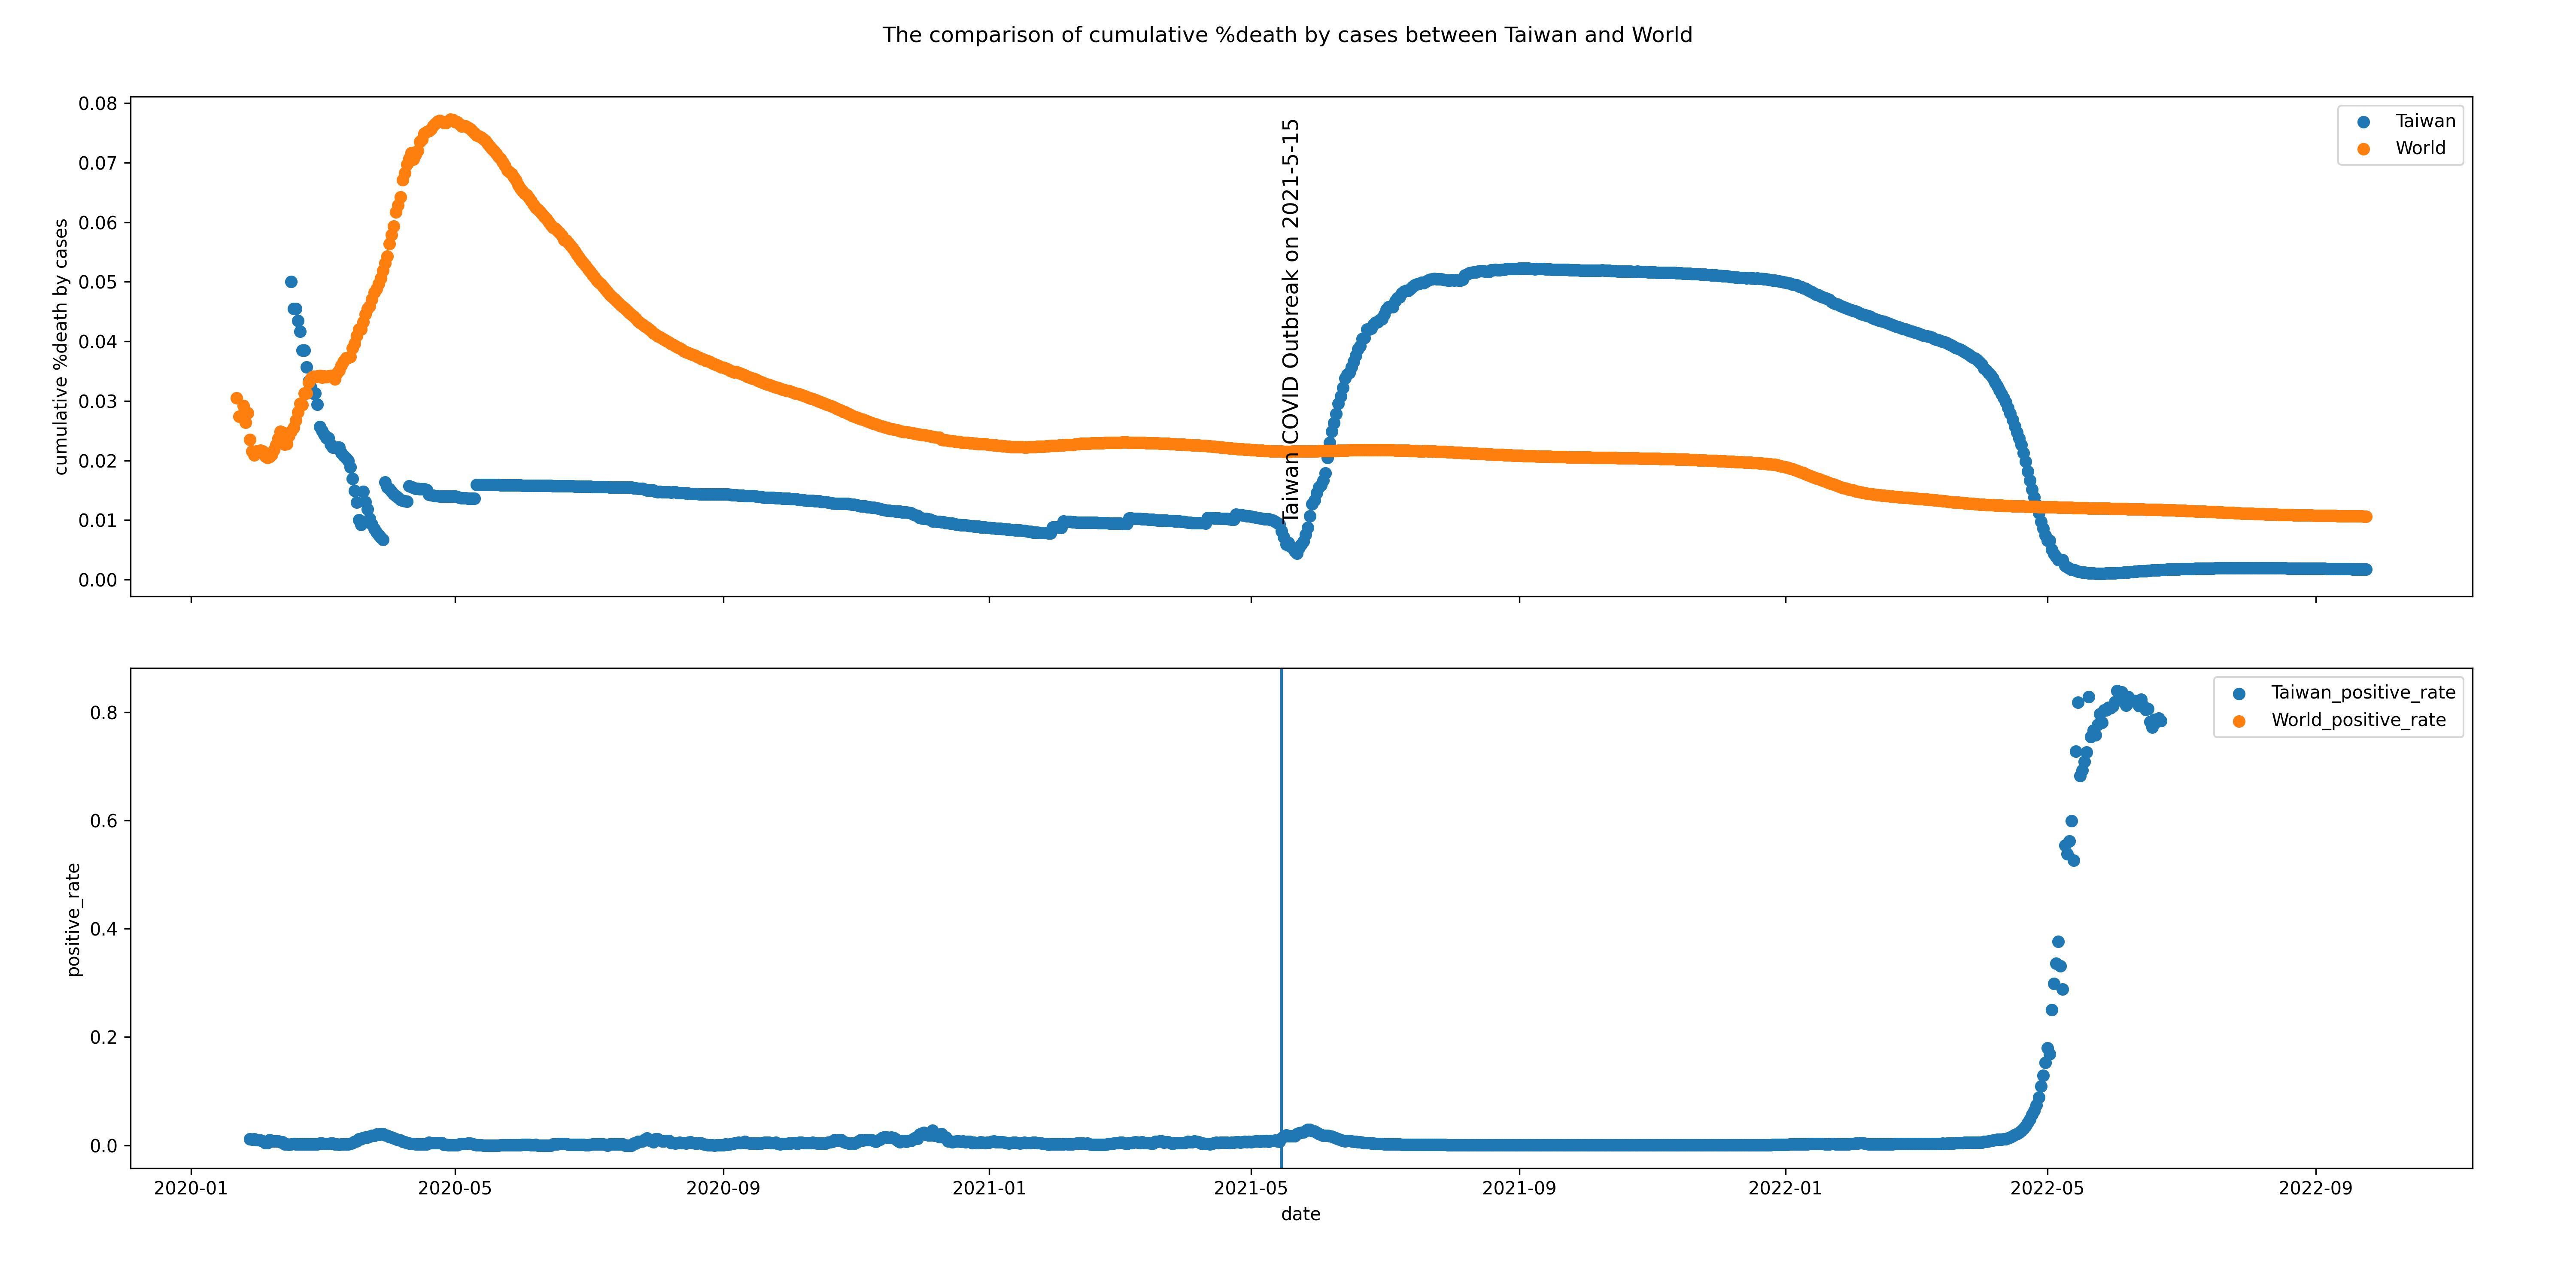 The comparison of cumulative %death by cases between Taiwan and World
cumulative %death by cases
0.08
0.07
0.06
0.05
0.04
0.03
0.02
0.01
0.00
Taiwan COVID Outbreak on 2021-5-15
Taiwan
World
positive_rate
0.8
0.6
0.4
0.2
0.0
Taiwan_positive_rate
World_positive_rate
2020-01 2020-05 2020-09 2021-01 2021-05 2021-09 2022-01 2022-05 2022-09
date